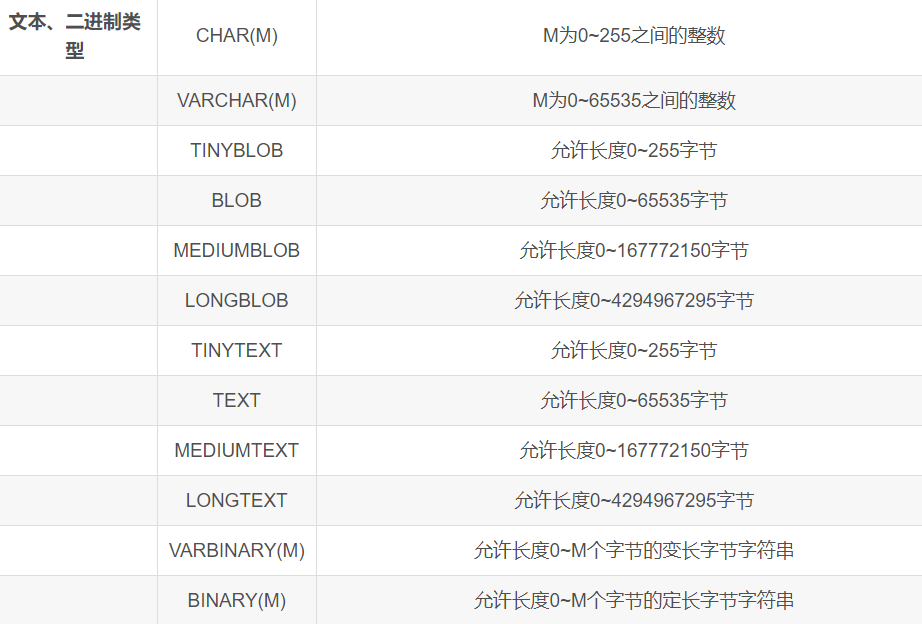 文本、二进制类
型
CHAR(M)
M为0~255之间的整数
VARCHAR(M)
M为0~65535之间的整数
TINYBLOB
允许长度0~255字节
BLOB
允许长度0~65535字节
MEDIUMBLOB
允许长度0~167772150字节
LONGBLOB
允许长度0~4294967295字节
TINYTEXT
允许长度0~255字节
TEXT
允许长度0~65535字节
MEDIUMTEXT
允许长度0~167772150字节
LONGTEXT
允许长度0~4294967295字节
VARBINARY(M)
允许长度0~M个字节的变长字节字符串
BINARY(M)
允许长度0~M个字节的定长字节字符串